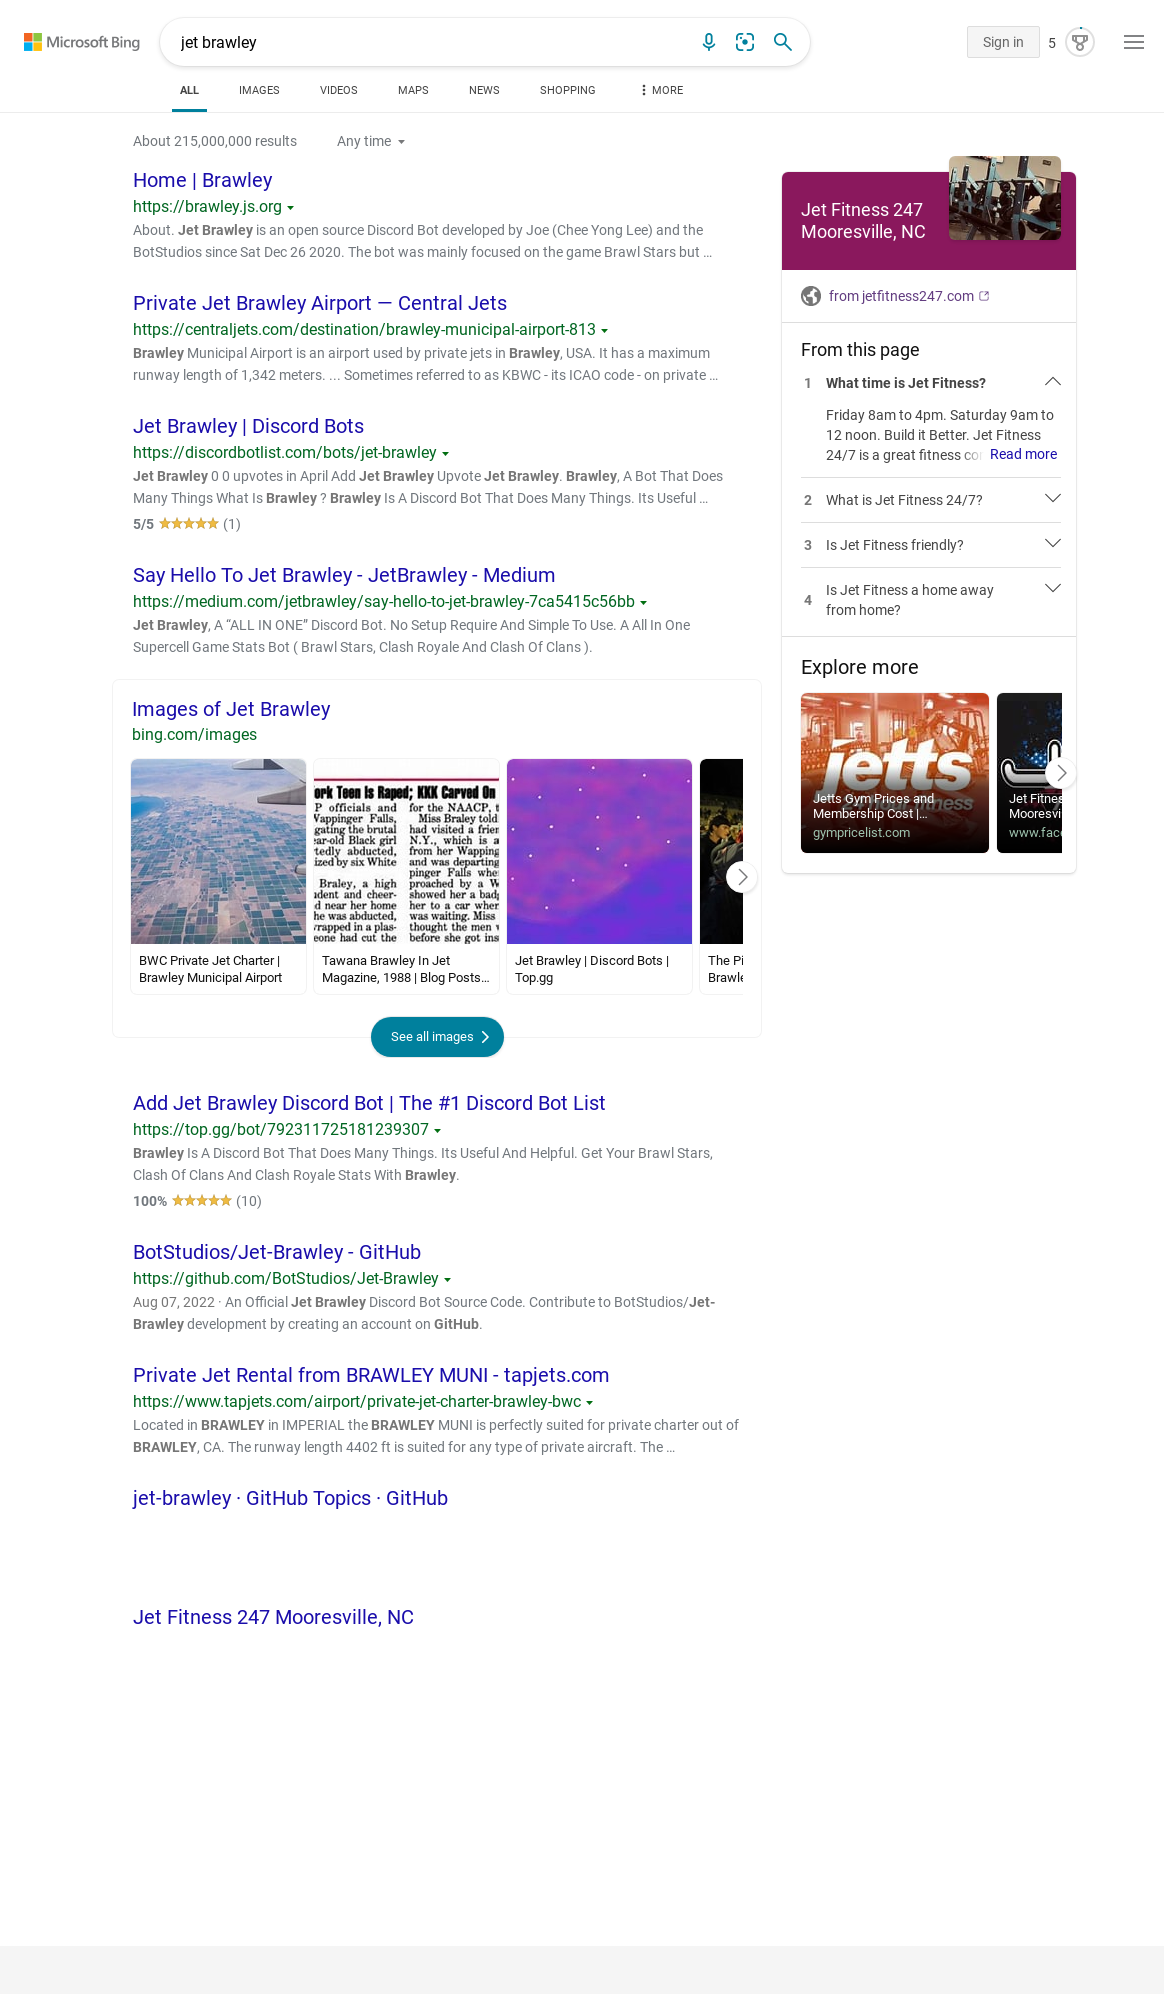 Microsoft Bing
jet brawley
Sign in
5
ALL
IMAGES
VIDEOS
MAPS
NEWS
SHOPPING
MORE
About 215,000,000 results
Any time
Home | Brawley
https://brawley.js.org
About. Jet Brawley is an open source Discord Bot developed by Joe (Chee Yong Lee) and the
BotStudios since Sat Dec 26 2020. The bot was mainly focused on the game Brawl Stars but …
Private Jet Brawley Airport — Central Jets
https://centraljets.com/destination/brawley-municipal-airport-813
Brawley Municipal Airport is an airport used by private jets in Brawley, USA. It has a maximum
runway length of 1,342 meters. ... Sometimes referred to as KBWC - its ICAO code - on private …
Jet Brawley | Discord Bots
https://discordbotlist.com/bots/jet-brawley
Jet Brawley 0 0 upvotes in April Add Jet Brawley Upvote Jet Brawley. Brawley, A Bot That Does
Many Things What Is Brawley ? Brawley Is A Discord Bot That Does Many Things. Its Useful …
5/5 (1)
Say Hello To Jet Brawley - JetBrawley - Medium
https://medium.com/jetbrawley/say-hello-to-jet-brawley-7ca5415c56bb
Jet Brawley, A “ALL IN ONE” Discord Bot. No Setup Require And Simple To Use. A All In One
Supercell Game Stats Bot ( Brawl Stars, Clash Royale And Clash Of Clans ).
Images of Jet Brawley
bing.com/images
ork Teen Is Raped; KKK Carved On
P officials and
Wappinger Falls,
gating the brutal
ear-old Black girl
rtedly abducted,
ized by six White
Braley, a high
udent and cheer-
d near her home
he was abducted,
rapped in a plas-
eone had cut the
for the NAACP, t
Miss Braley told
had visited a frien
N.Y., which is a
from her Wapping
and was departing
pinger Falls when
proached by a W
showed her a badg
her to a car when
was waiting. Miss
thought the men w
before she got ins
BWC Private Jet Charter |
Brawley Municipal Airport
Tawana Brawley In Jet
Magazine, 1988 | Blog Posts…
Jet Brawley | Discord Bots |
Top.gg
The Pi
Brawle
See all images
Add Jet Brawley Discord Bot | The #1 Discord Bot List
https://top.gg/bot/792311725181239307
Brawley Is A Discord Bot That Does Many Things. Its Useful And Helpful. Get Your Brawl Stars,
Clash Of Clans And Clash Royale Stats With Brawley.
100% (10)
BotStudios/Jet-Brawley - GitHub
https://github.com/BotStudios/Jet-Brawley
Aug 07, 2022 · An Official Jet Brawley Discord Bot Source Code. Contribute to BotStudios/Jet-
Brawley development by creating an account on GitHub.
Private Jet Rental from BRAWLEY MUNI - tapjets.com
https://www.tapjets.com/airport/private-jet-charter-brawley-bwc
Located in BRAWLEY in IMPERIAL the BRAWLEY MUNI is perfectly suited for private charter out of
BRAWLEY, CA. The runway length 4402 ft is suited for any type of private aircraft. The …
jet-brawley · GitHub Topics · GitHub
Jet Fitness 247 Mooresville, NC
Jet Fitness 247
Mooresville, NC
from jetfitness247.com
From this page
1 What time is Jet Fitness?
Friday 8am to 4pm. Saturday 9am to
12 noon. Build it Better. Jet Fitness
24/7 is a great fitness co Read more
2 What is Jet Fitness 24/7?
3 Is Jet Fitness friendly?
4 Is Jet Fitness a home away
from home?
Explore more
jetts
Jetts Gym Prices and
Membership Cost |…
gympricelist.com
Jet Fitnes
Mooresvi
www.face